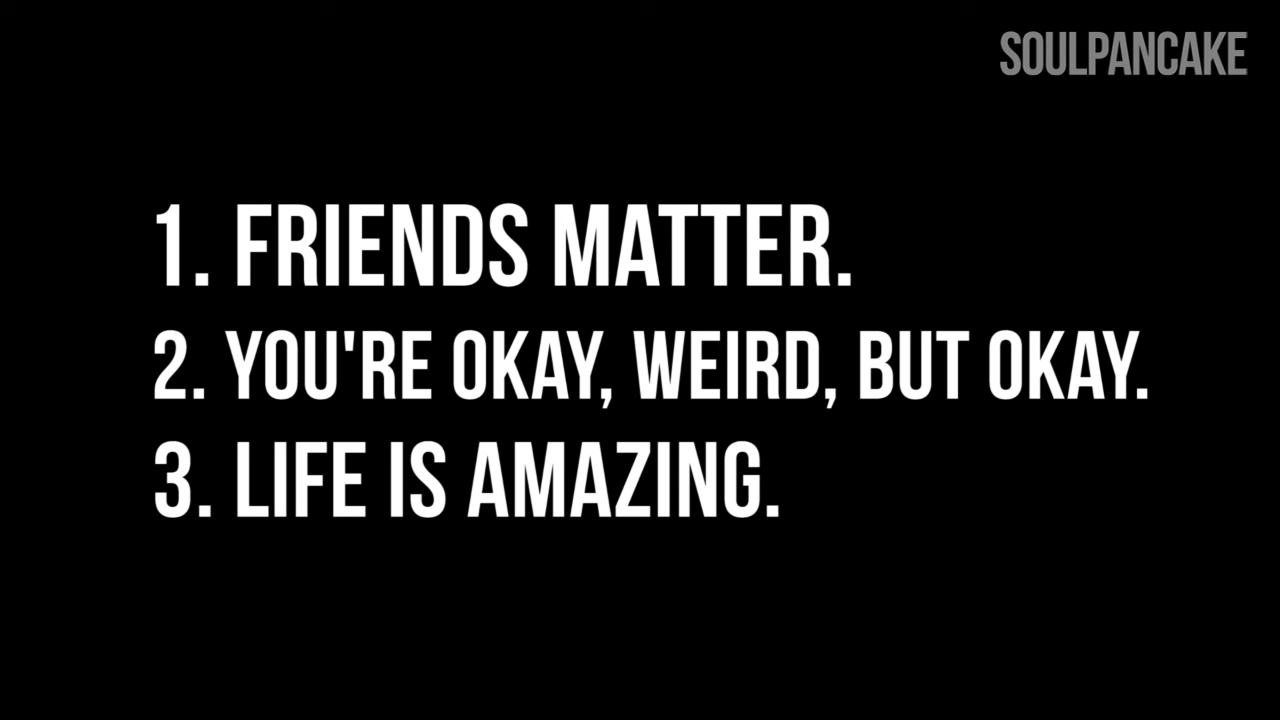 SOULPANCAKE
1. FRIENDS MATTER.
2. YOU'RE OKAY, WEIRD, BUT OKAY.
3. LIFE IS AMAZING.